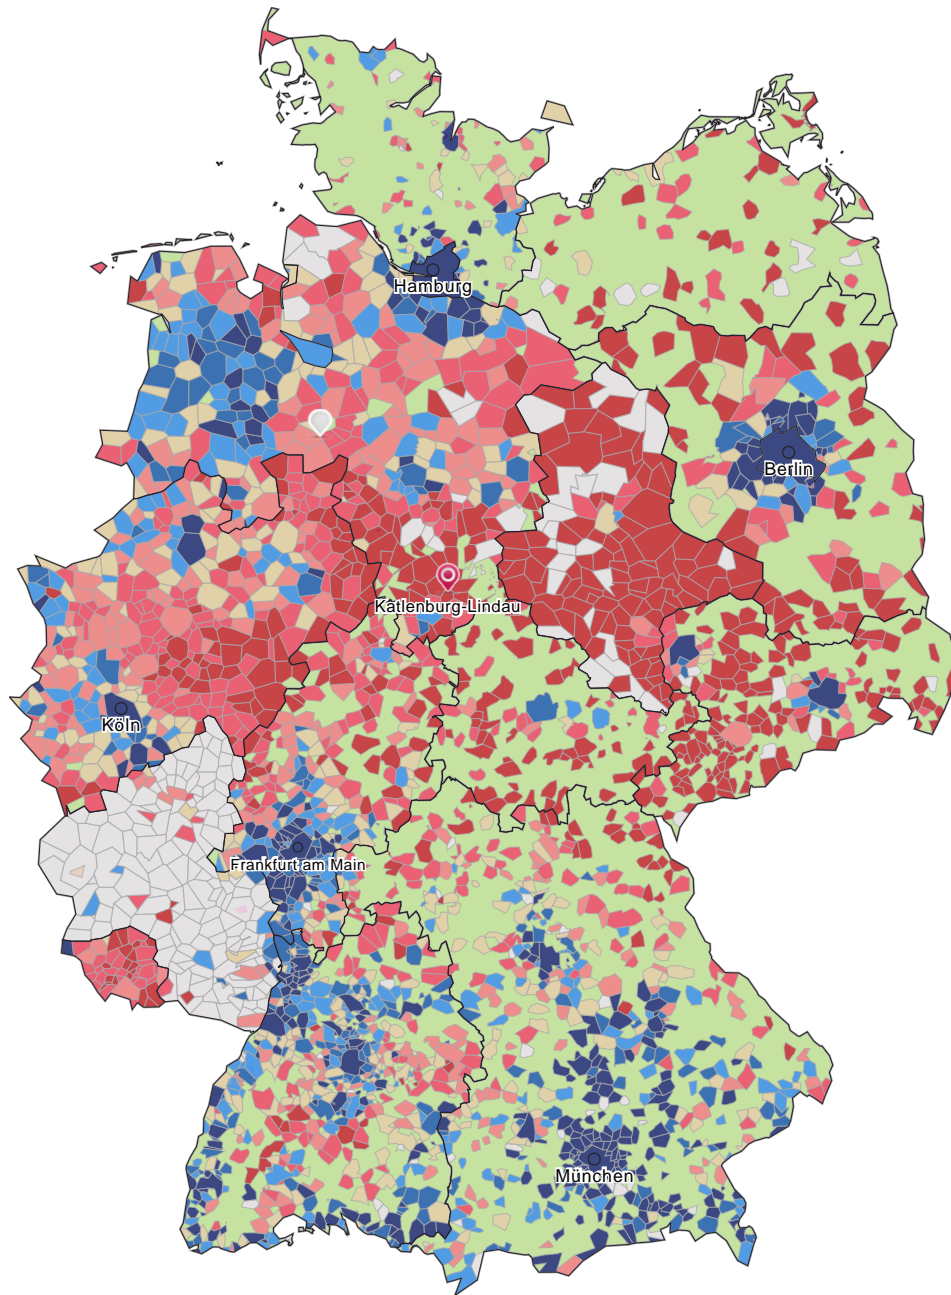 Hamburg
Berlin
Katlenburg-Lindau
Köln
Frankfurt am Main
München